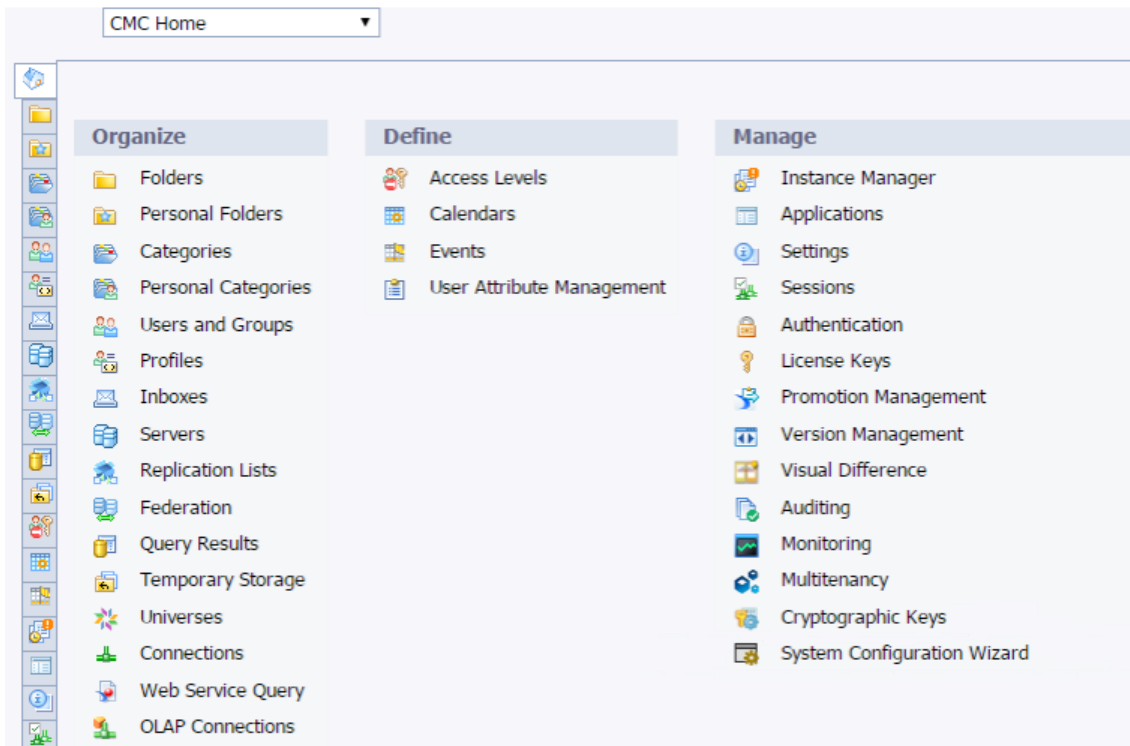 CMC Home
Organize
Folders
Personal Folders
Categories
Personal Categories
Users and Groups
Profiles
Inboxes
Servers
Replication Lists
Federation
Query Results
Temporary Storage
Universes
Connections
Web Service Query
OLAP Connections
Define
Access Levels
Calendars
Events
User Attribute Management
Manage
Instance Manager
Applications
Settings
Sessions
Authentication
License Keys
Promotion Management
Version Management
Visual Difference
Auditing
Monitoring
Multitenancy
Cryptographic Keys
System Configuration Wizard